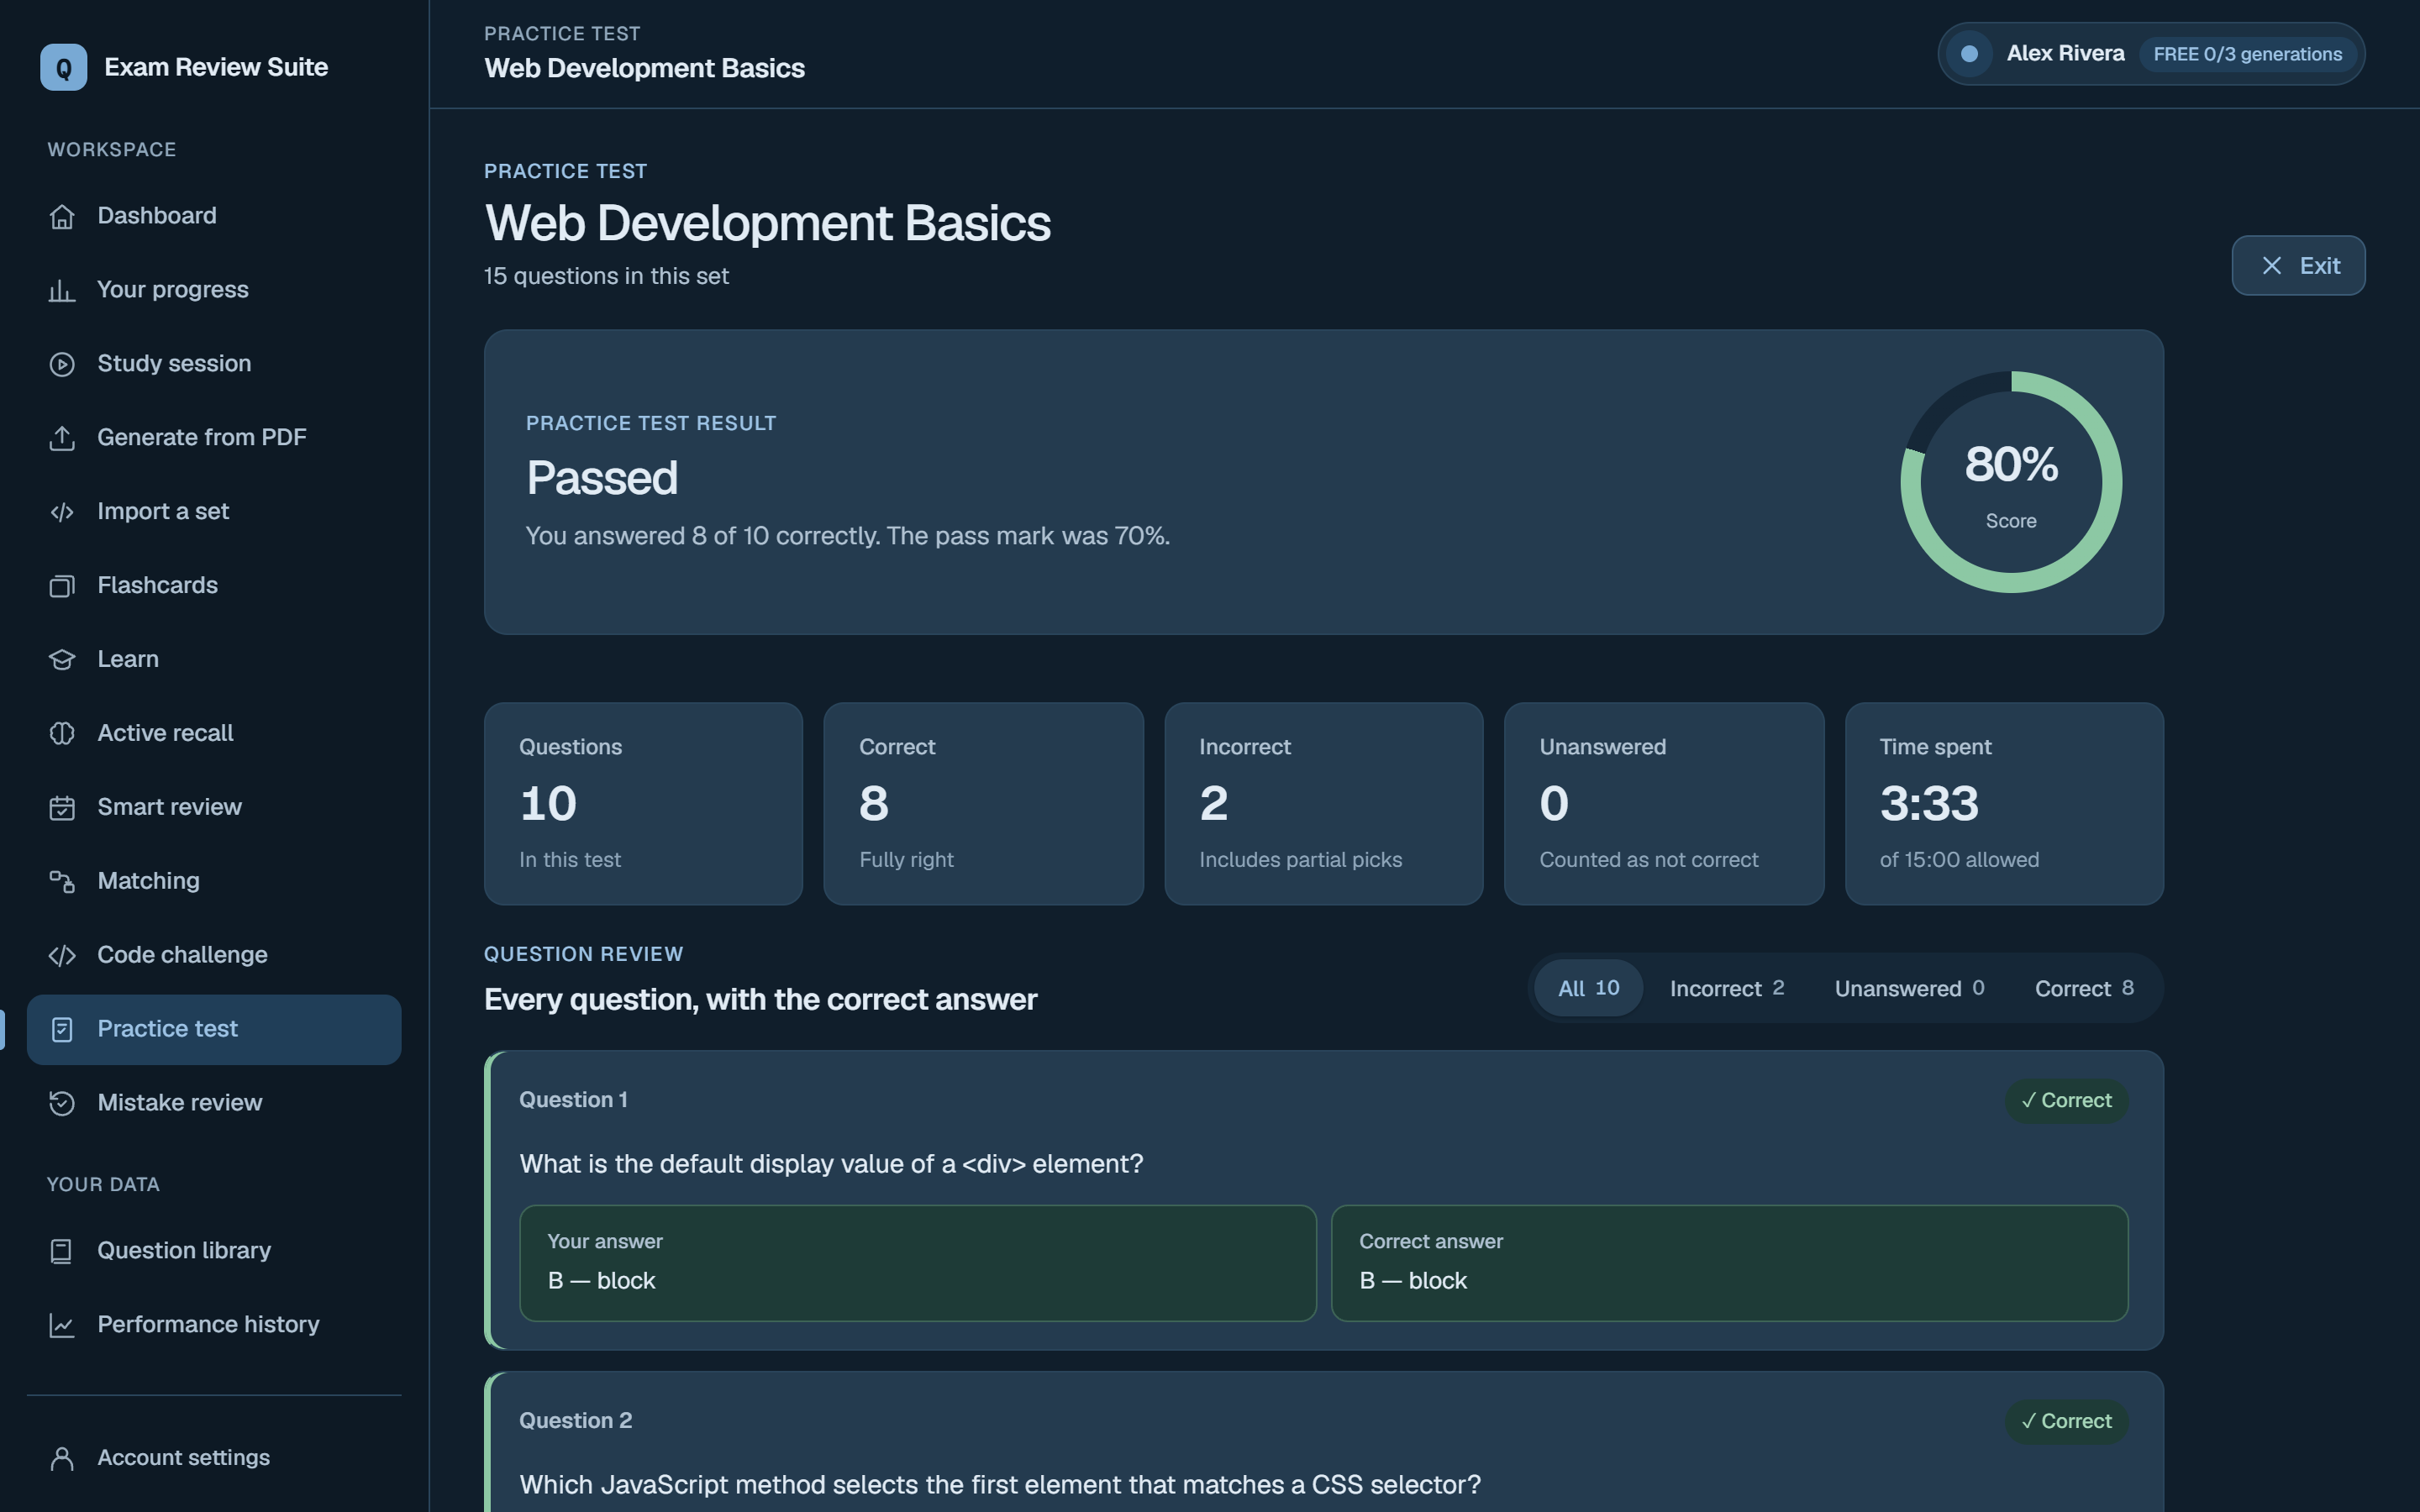 Q
Exam Review Suite
WORKSPACE
Dashboard
Your progress
Study session
Generate from PDF
Import a set
Flashcards
Learn
Active recall
Smart review
Matching
Code challenge
Practice test
Mistake review
YOUR DATA
Question library
Performance history
Account settings
PRACTICE TEST
Web Development Basics
Alex Rivera
FREE 0/3 generations
PRACTICE TEST
Web Development Basics
15 questions in this set
Exit
PRACTICE TEST RESULT
Passed
You answered 8 of 10 correctly. The pass mark was 70%.
80%
Score
Questions
10
In this test
Correct
8
Fully right
Incorrect
2
Includes partial picks
Unanswered
0
Counted as not correct
Time spent
3:33
of 15:00 allowed
QUESTION REVIEW
Every question, with the correct answer
All 10
Incorrect 2
Unanswered 0
Correct 8
Question 1
✓ Correct
What is the default display value of a <div> element?
Your answer
B — block
Correct answer
B — block
Question 2
✓ Correct
Which JavaScript method selects the first element that matches a CSS selector?